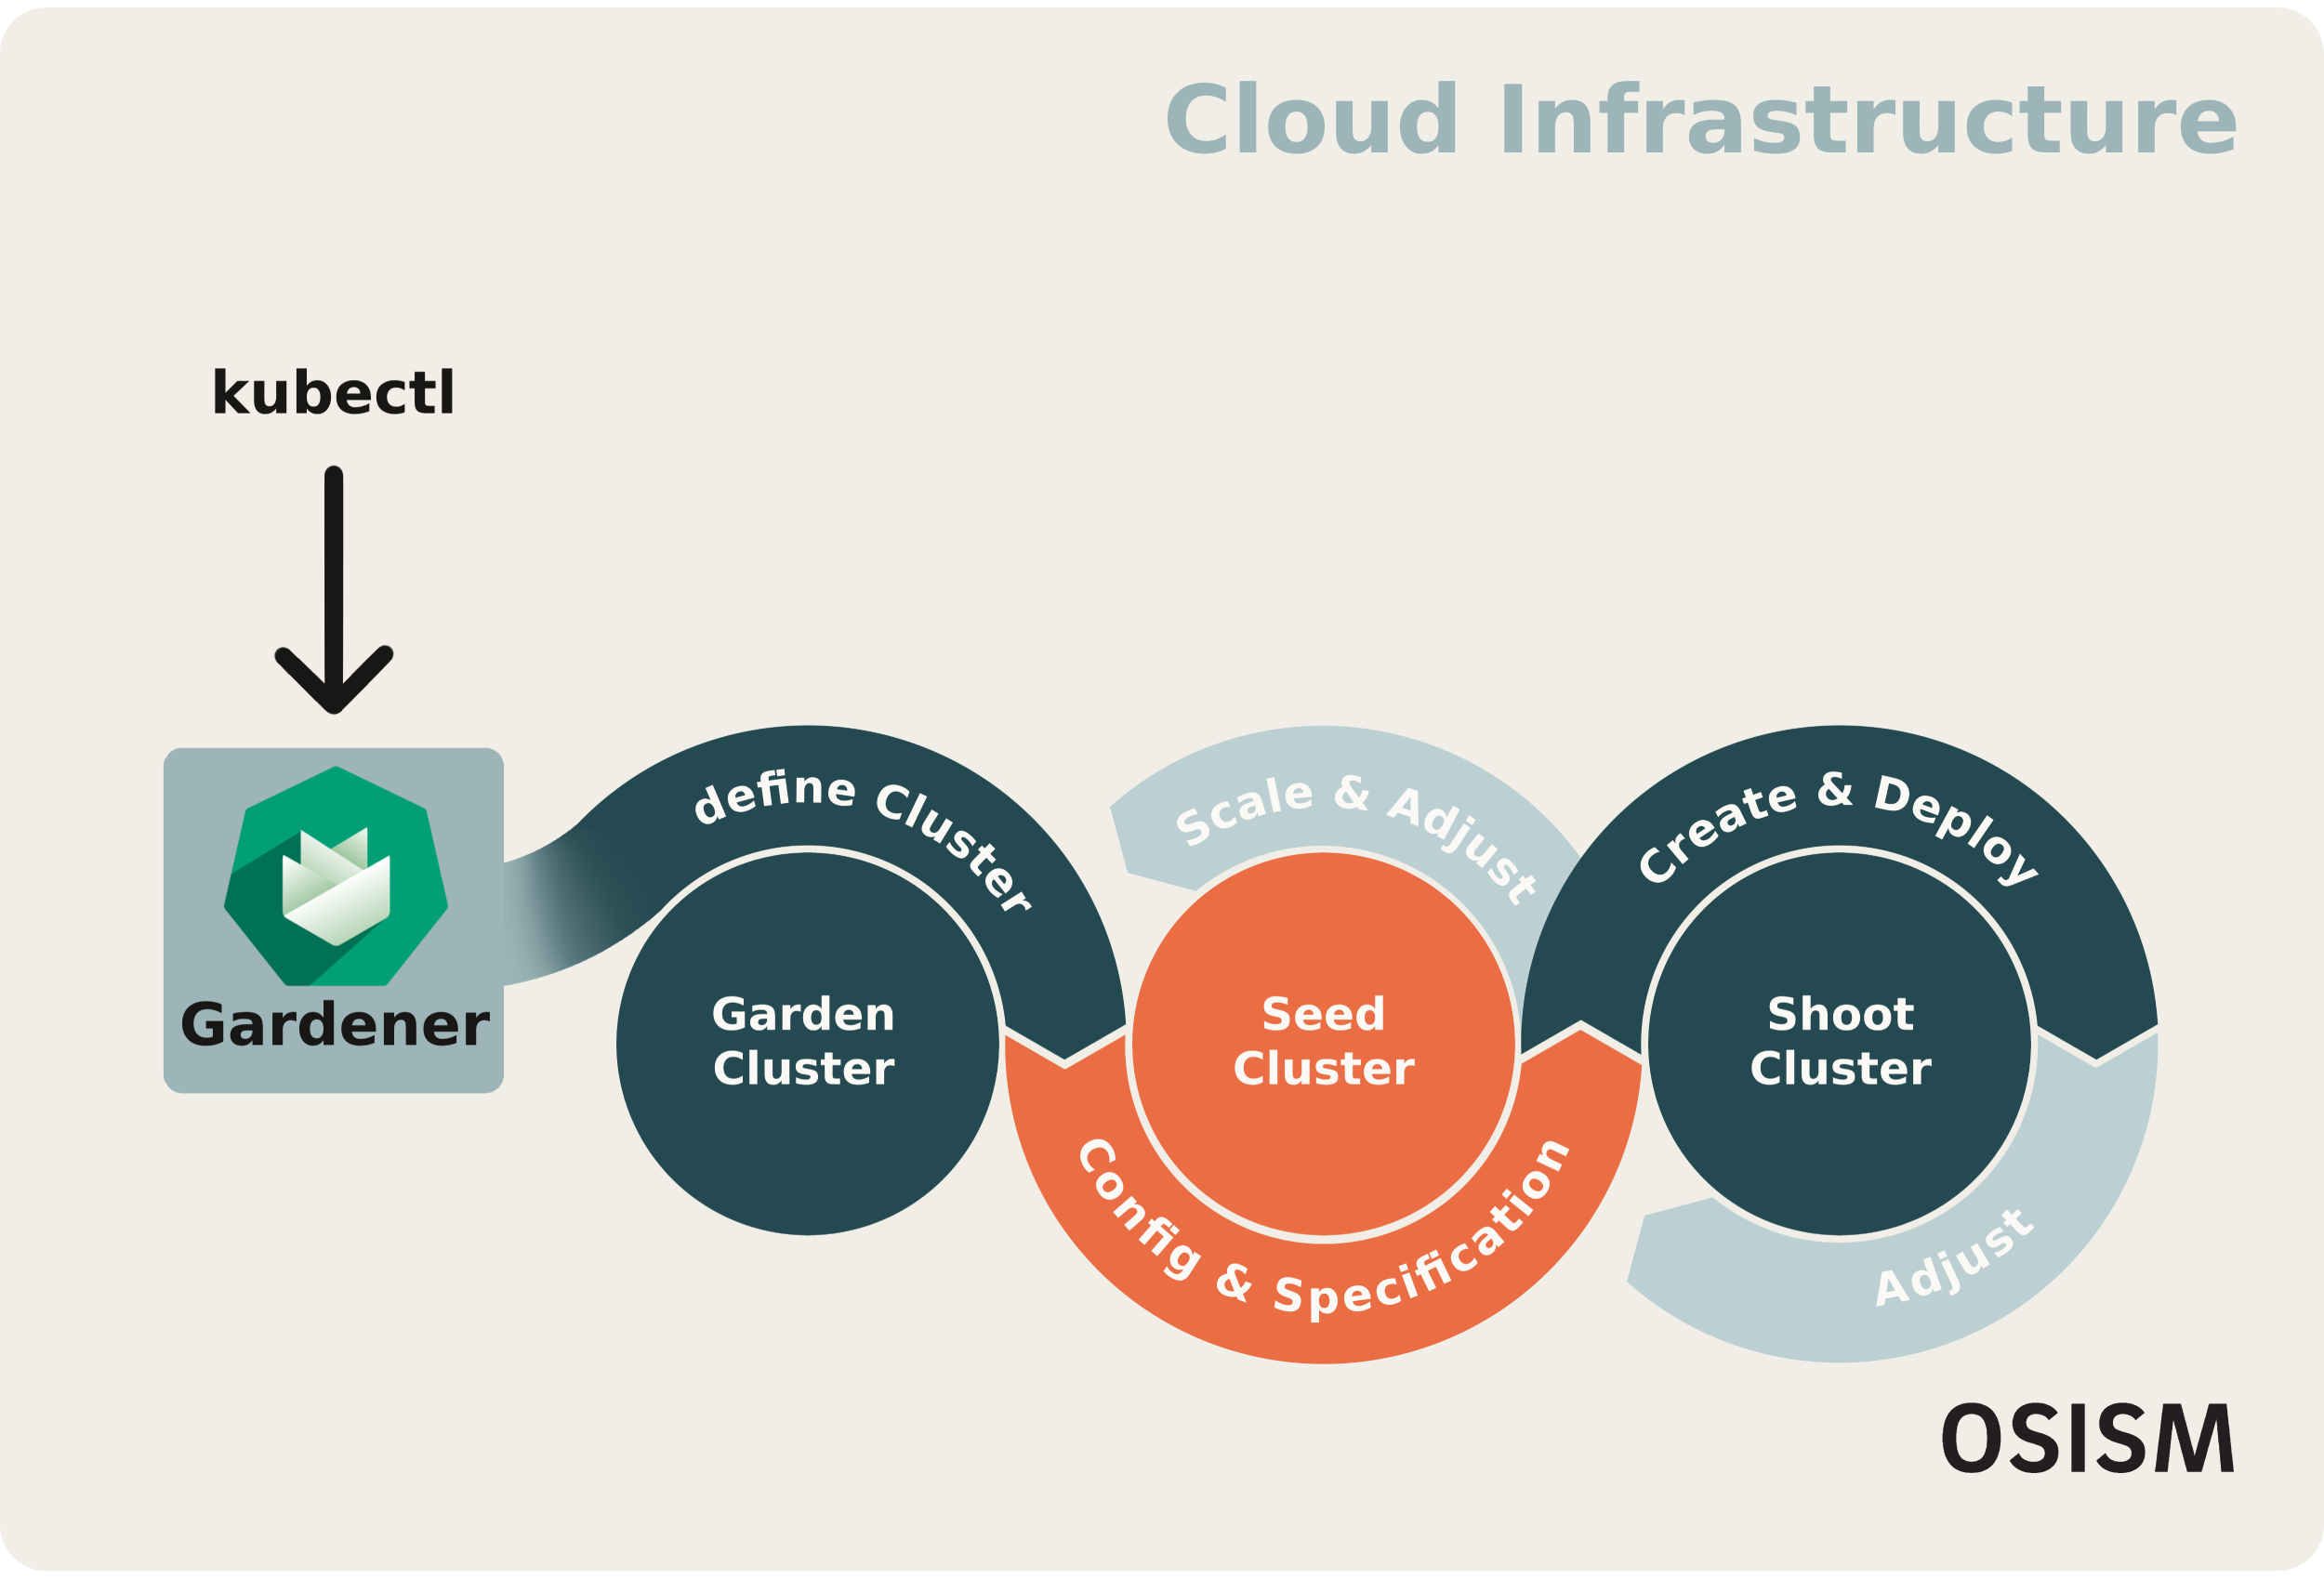 Cloud Infrastructure
kubectl
Gardener
define Cluster
Garden
Cluster
Scale & Adjust
Seed
Cluster
Config & Specification
Create & Deploy
Shoot
Cluster
Adjust
OSISM